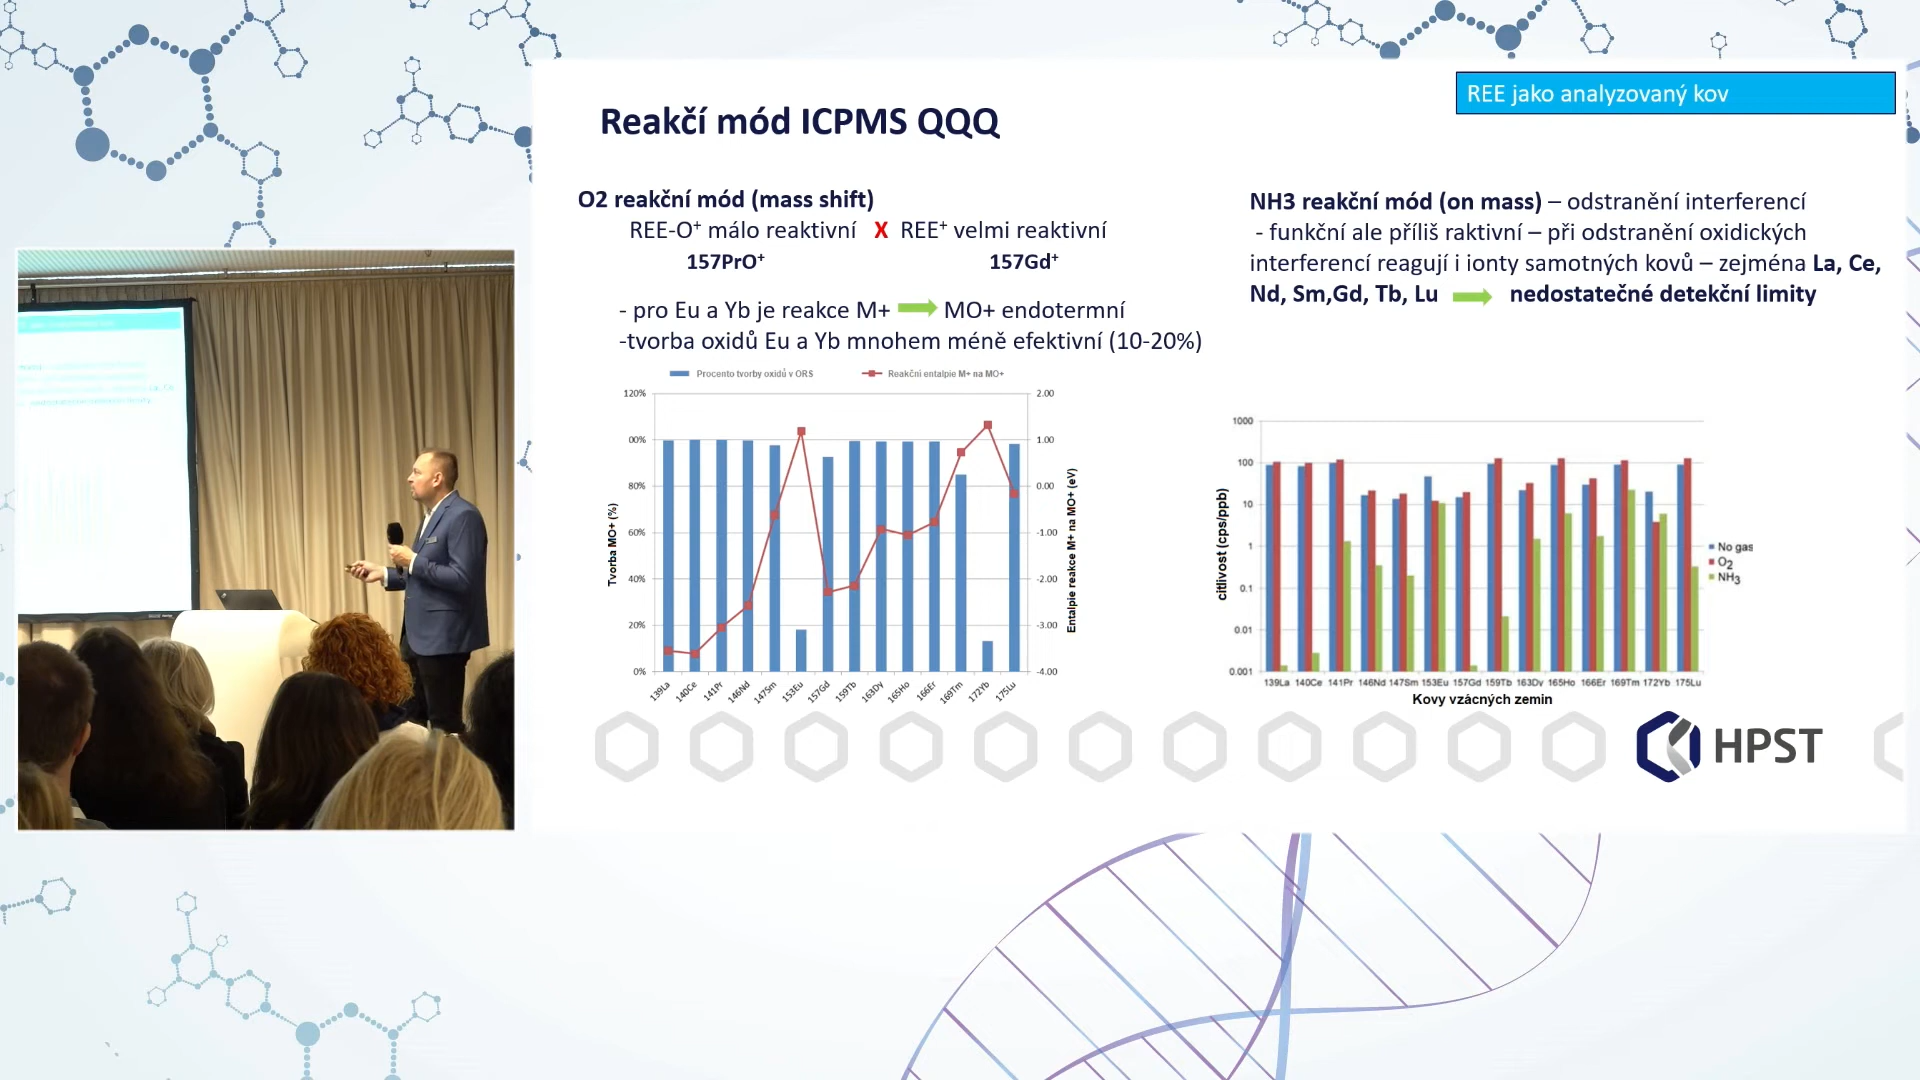 REE jako analyzovaný kov
Reakčí mód ICPMS QQQ
O2 reakční mód (mass shift)
REE-O⁺ málo reaktivní X REE⁺ velmi reaktivní
157PrO⁺ 157Gd⁺
- pro Eu a Yb je reakce M+ MO+ endotermní
-tvorba oxidů Eu a Yb mnohem méně efektivní (10-20%)
Procento tvorby oxidů v ORS Reakční entalpie M+ na MO+
120%
00%
80%
60%
40%
20%
0%
Tvorba MO+ (%)
2.00
1.00
0.00
-1.00
-2.00
-3.00
-4.00
Entalpie reakce M+ na MO+ (eV)
139La 140Ce 141Pr 146Nd 147Sm 153Eu 157Gd 159Tb 163Dy 165Ho 166Er 169Tm 172Yb 175Lu
NH3 reakční mód (on mass) – odstranění interferencí
- funkční ale příliš raktivní – při odstranění oxidických
interferencí reagují i ionty samotných kovů – zejména La, Ce,
Nd, Sm,Gd, Tb, Lu nedostatečné detekční limity
1000
100
10
1
0.1
0.01
0.001
citlivost (cps/ppb)
139La 140Ce 141Pr 146Nd 147Sm 153Eu 157Gd 159Tb 163Dy 165Ho 166Er 169Tm 172Yb 175Lu
Kovy vzácných zemin
No gas
O2
NH3
HPST